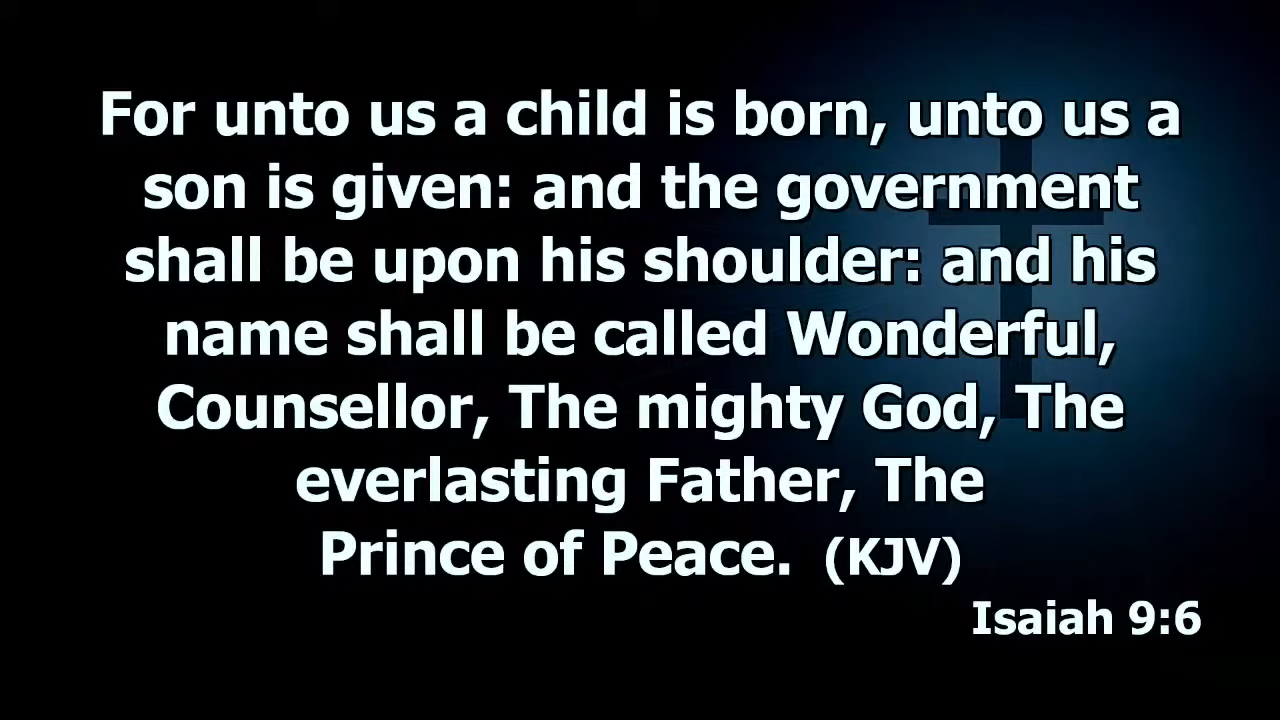 For unto us a child is born, unto us a
son is given: and the government
shall be upon his shoulder: and his
name shall be called Wonderful,
Counsellor, The mighty God, The
everlasting Father, The
Prince of Peace. (KJV)
Isaiah 9:6